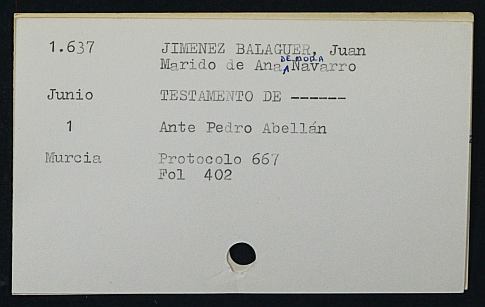 1.637 JIMENEZ BALAGUER, Juan
Marido de Ana DE MORA Navarro
Junio TESTAMENTO DE ------
1 Ante Pedro Abellán
Murcia Protocolo 667
Fol 402